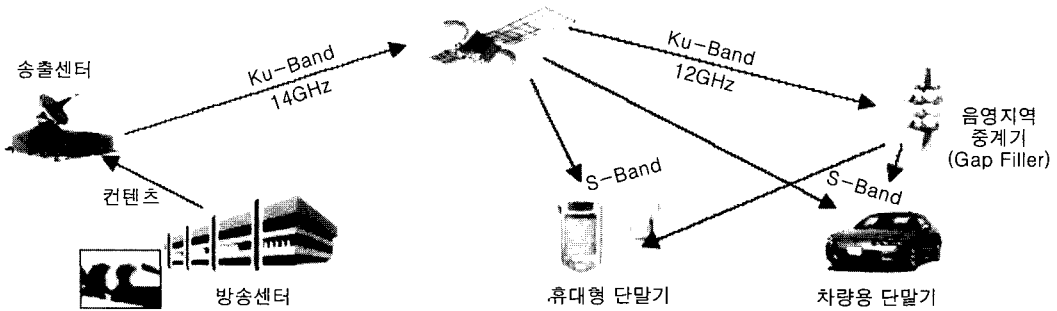 송출센터
Ku-Band
14GHz
Ku-Band
12GHz
음영지역
중계기
(Gap Filler)
컨텐츠
S-Band
S-Band
방송센터
휴대형 단말기
차량용 단말기